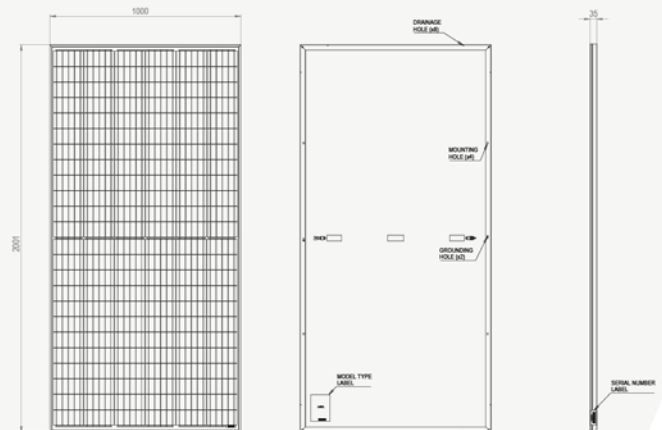 1000
2001
DRAINAGE
HOLE (x8)
MOUNTING
HOLE (x4)
GROUNDING
HOLE (x2)
MODEL TYPE
LABEL
35
SERIAL NUMBER
LABEL